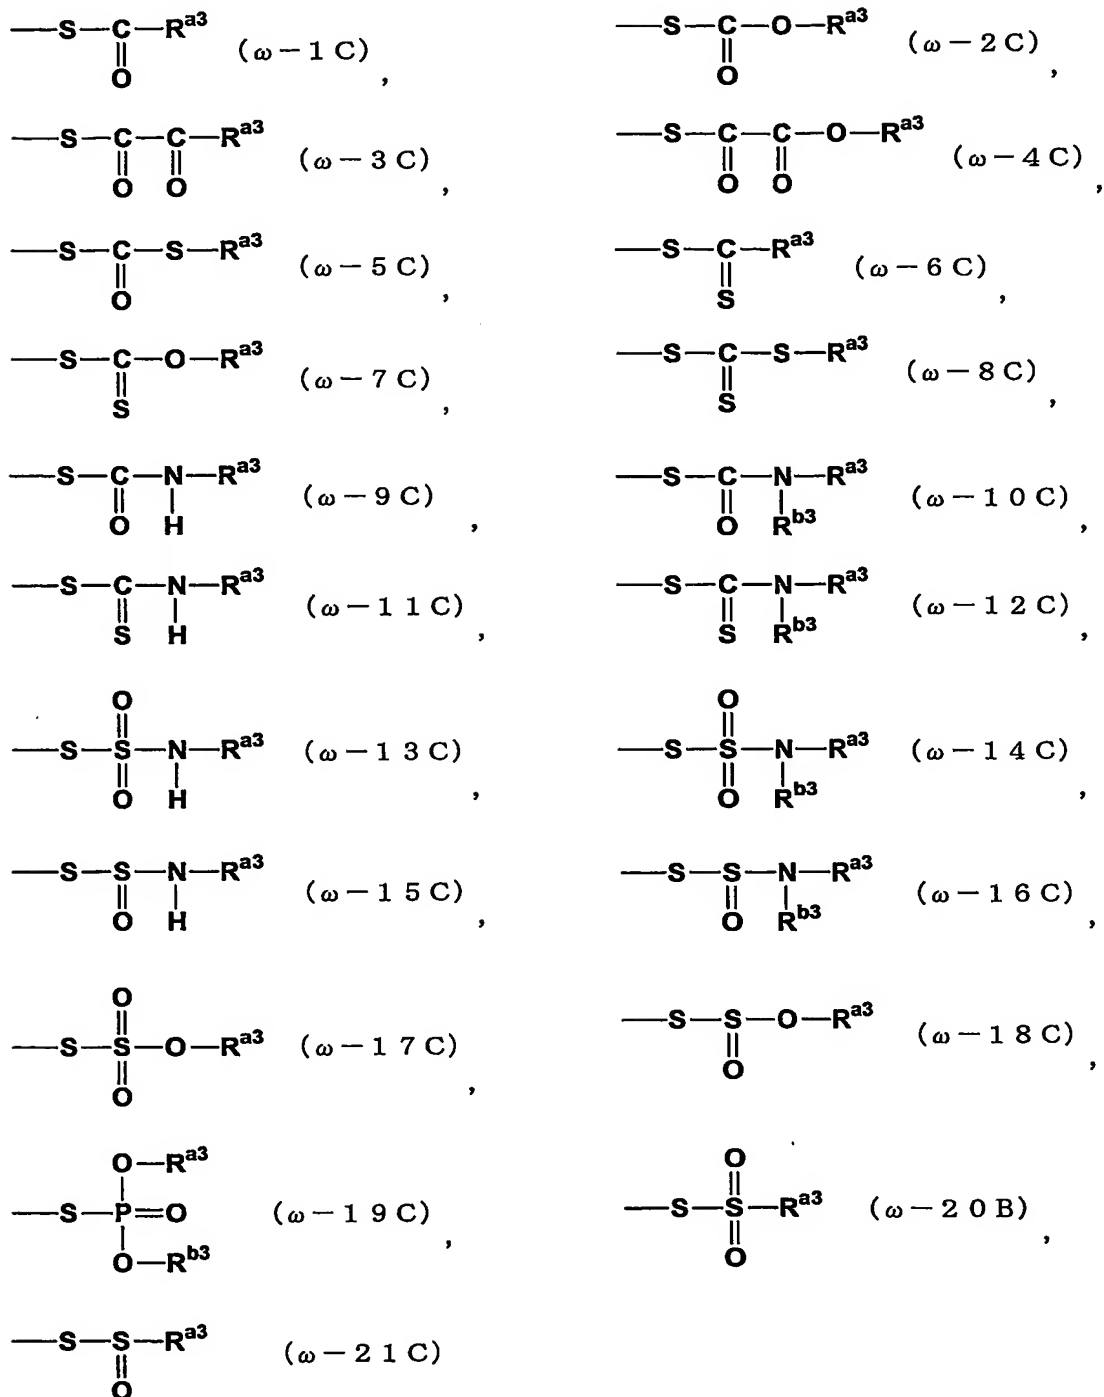 —S—C(=O)—R^a3 (ω-1C),
—S—C(=O)—O—R^a3 (ω-2C),
—S—C(=O)—C(=O)—R^a3 (ω-3C),
—S—C(=O)—C(=O)—O—R^a3 (ω-4C),
—S—C(=O)—S—R^a3 (ω-5C),
—S—C(=S)—R^a3 (ω-6C),
—S—C(=S)—O—R^a3 (ω-7C),
—S—C(=S)—S—R^a3 (ω-8C),
—S—C(=O)—N(H)—R^a3 (ω-9C),
—S—C(=O)—N(R^b3)—R^a3 (ω-10C),
—S—C(=S)—N(H)—R^a3 (ω-11C),
—S—C(=S)—N(R^b3)—R^a3 (ω-12C),
—S—S(=O)(=O)—N(H)—R^a3 (ω-13C),
—S—S(=O)(=O)—N(R^b3)—R^a3 (ω-14C),
—S—S(=O)—N(H)—R^a3 (ω-15C),
—S—S(=O)—N(R^b3)—R^a3 (ω-16C),
—S—S(=O)(=O)—O—R^a3 (ω-17C),
—S—S(=O)—O—R^a3 (ω-18C),
—S—P(=O)(O—R^a3)(O—R^b3) (ω-19C),
—S—S(=O)(=O)—R^a3 (ω-20B),
—S—S(=O)—R^a3 (ω-21C)